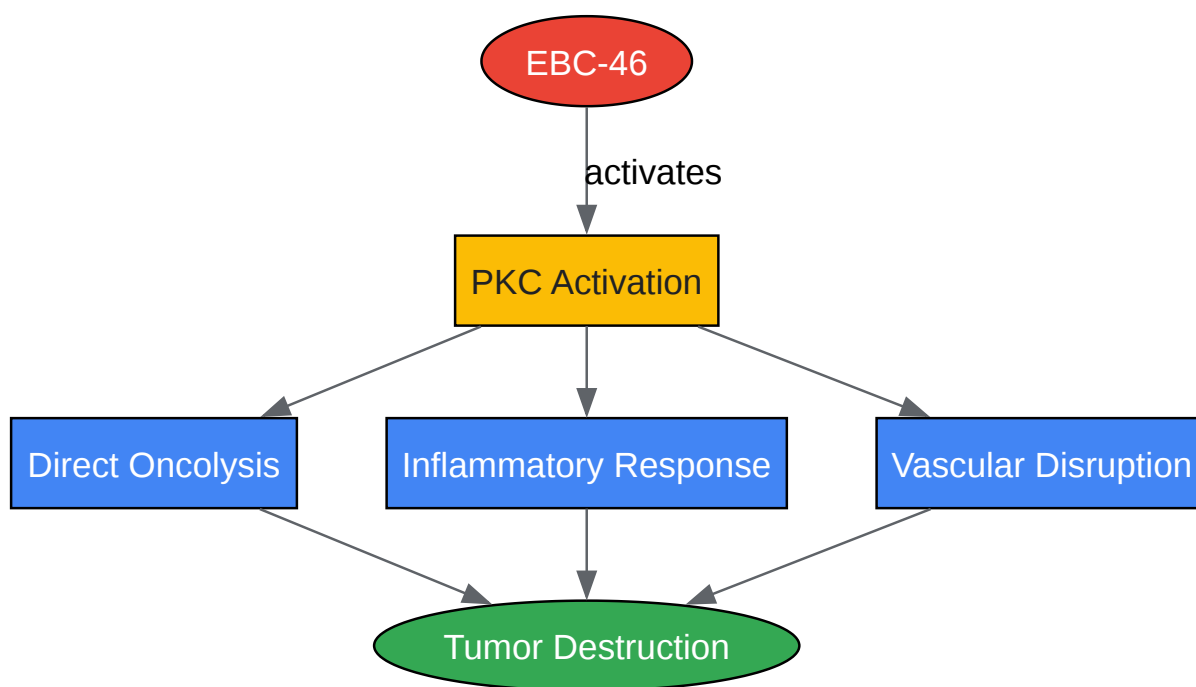 EBC-46
activates
PKC Activation
Direct Oncolysis
Inflammatory Response
Vascular Disruption
Tumor Destruction